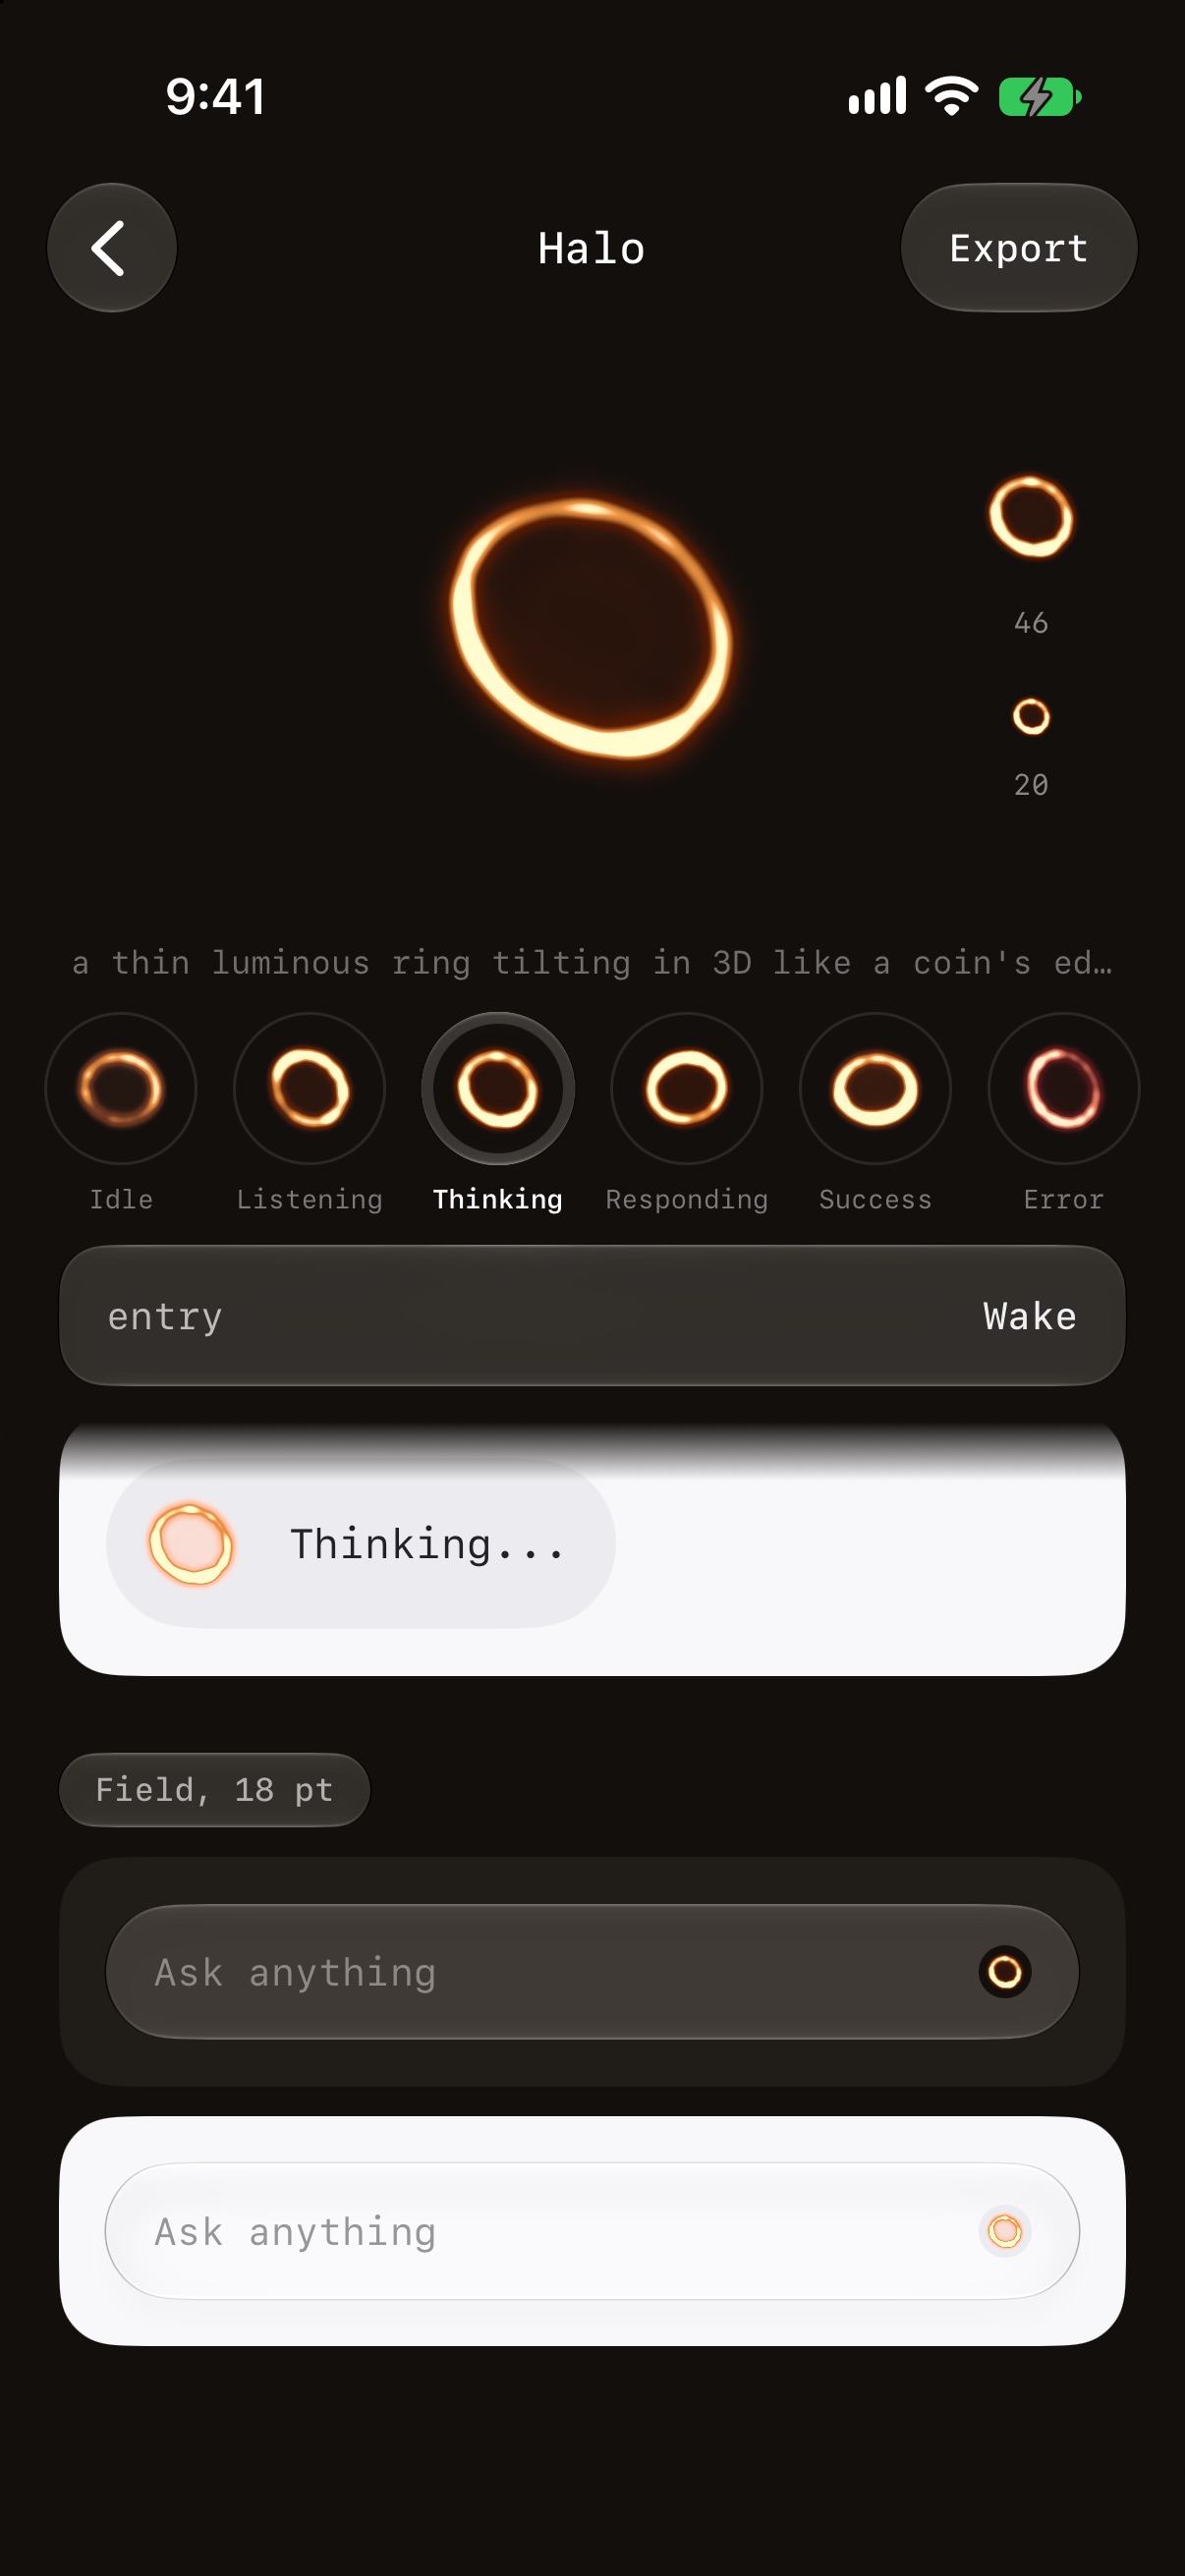 9:41
Halo
Export
46
20
a thin luminous ring tilting in 3D like a coin's ed…
Idle
Listening
Thinking
Responding
Success
Error
entry
Wake
Thinking...
Field, 18 pt
Ask anything
Ask anything